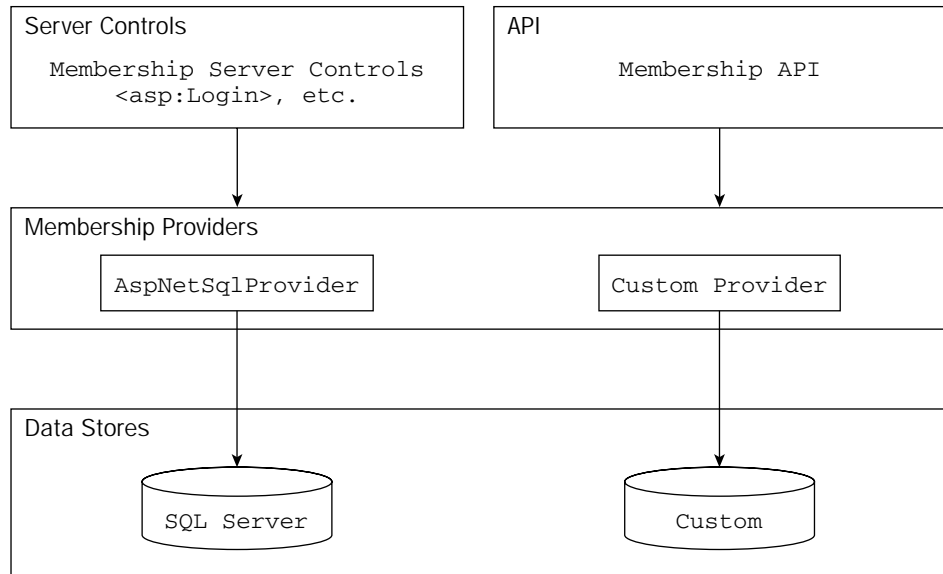 Server Controls
Membership Server Controls
<asp:Login>, etc.
API
Membership API
Membership Providers
AspNetSqlProvider
Custom Provider
Data Stores
SQL Server
Custom